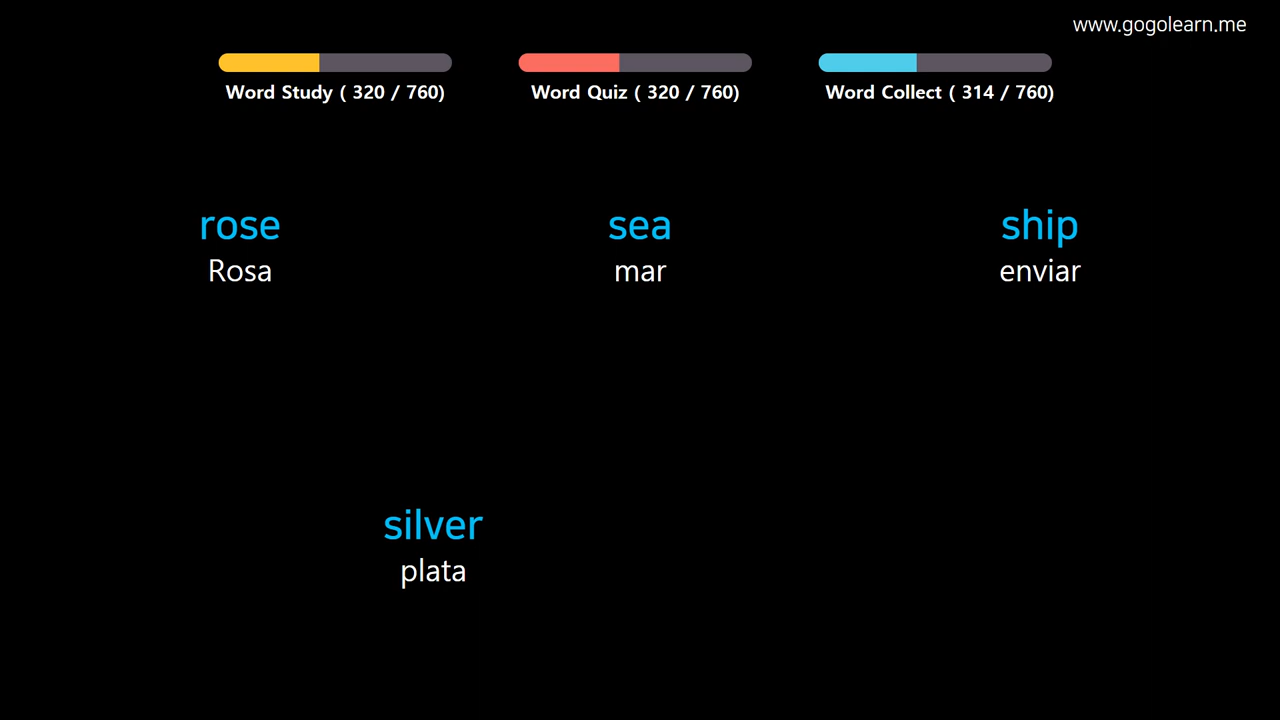 www.gogolearn.me
Word Study ( 320 / 760)
Word Quiz ( 320 / 760)
Word Collect ( 314 / 760)
rose
Rosa
sea
mar
ship
enviar
silver
plata